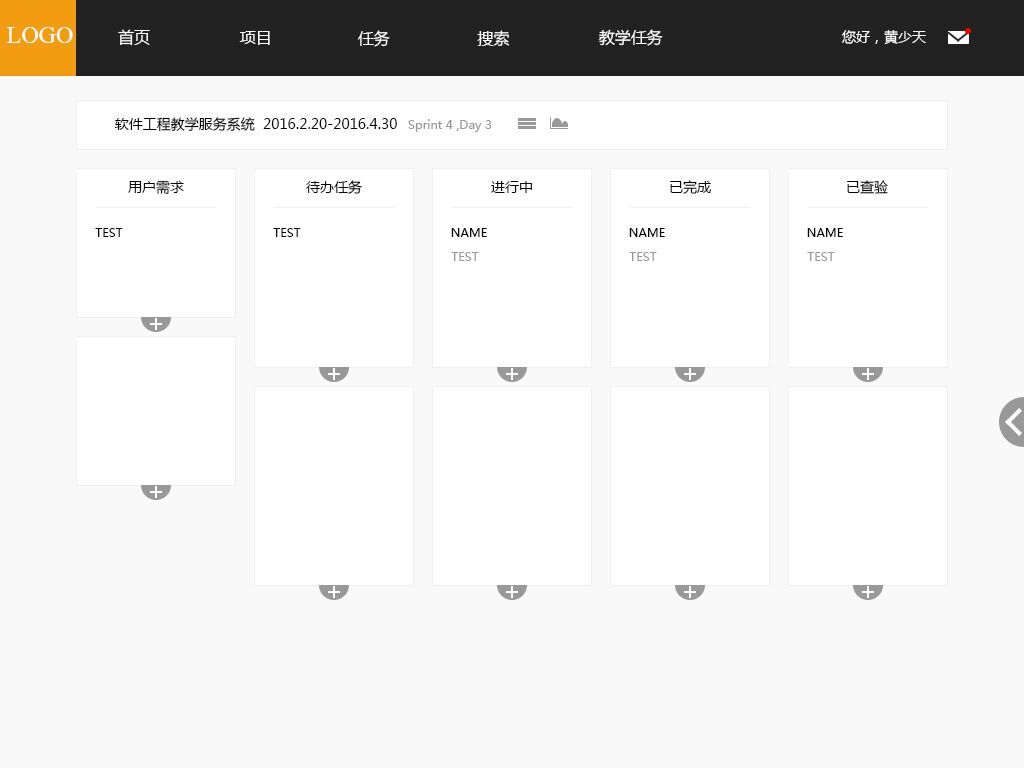 LOGO 首页 项目 任务 搜索 教学任务 您好，黄少天
软件工程教学服务系统 2016.2.20-2016.4.30 Sprint 4 ,Day 3
用户需求 待办任务 进行中 已完成 已查验
TEST TEST NAME NAME NAME
TEST TEST TEST